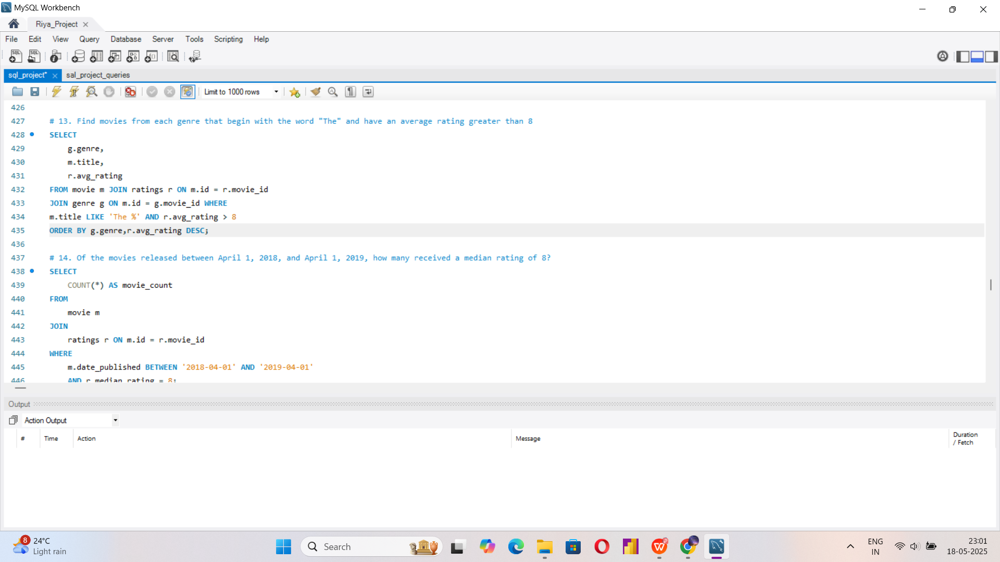 MySQL Workbench
Riya_Project
File Edit View Query Database Server Tools Scripting Help
sql_project* sal_project_queries
Limit to 1000 rows
426
427 # 13. Find movies from each genre that begin with the word "The" and have an average rating greater than 8
428 SELECT
429 g.genre,
430 m.title,
431 r.avg_rating
432 FROM movie m JOIN ratings r ON m.id = r.movie_id
433 JOIN genre g ON m.id = g.movie_id WHERE
434 m.title LIKE 'The %' AND r.avg_rating > 8
435 ORDER BY g.genre,r.avg_rating DESC;
436
437 # 14. Of the movies released between April 1, 2018, and April 1, 2019, how many received a median rating of 8?
438 SELECT
439 COUNT(*) AS movie_count
440 FROM
441 movie m
442 JOIN
443 ratings r ON m.id = r.movie_id
444 WHERE
445 m.date_published BETWEEN '2018-04-01' AND '2019-04-01'
446 AND r.median_rating = 8;
Output
Action Output
# Time Action Message Duration / Fetch
8 24°C
Light rain
Search
ENG
IN
23:01
18-05-2025